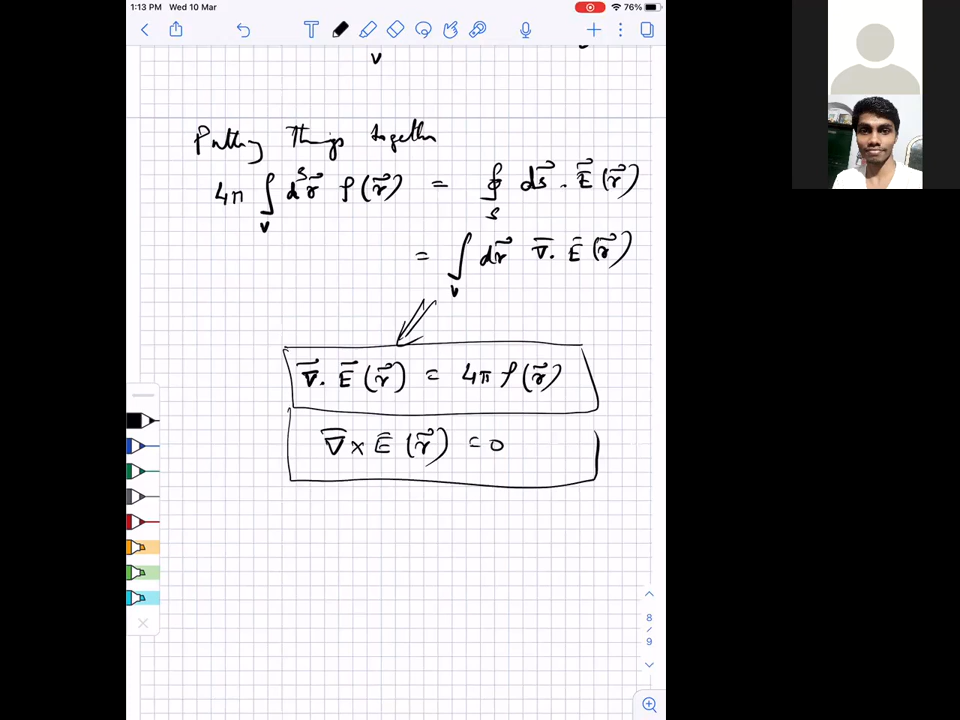 1:13 PM Wed 10 Mar 76%
V
Putting Things together
4π ∫_V d³r⃗ ρ(r⃗) = ∮_S ds⃗ · E⃗(r⃗)
= ∫_V dr⃗ ∇⃗ · E⃗(r⃗)
∇⃗ · E⃗(r⃗) = 4π ρ(r⃗)
∇⃗ × E⃗(r⃗) = 0
8
/
9